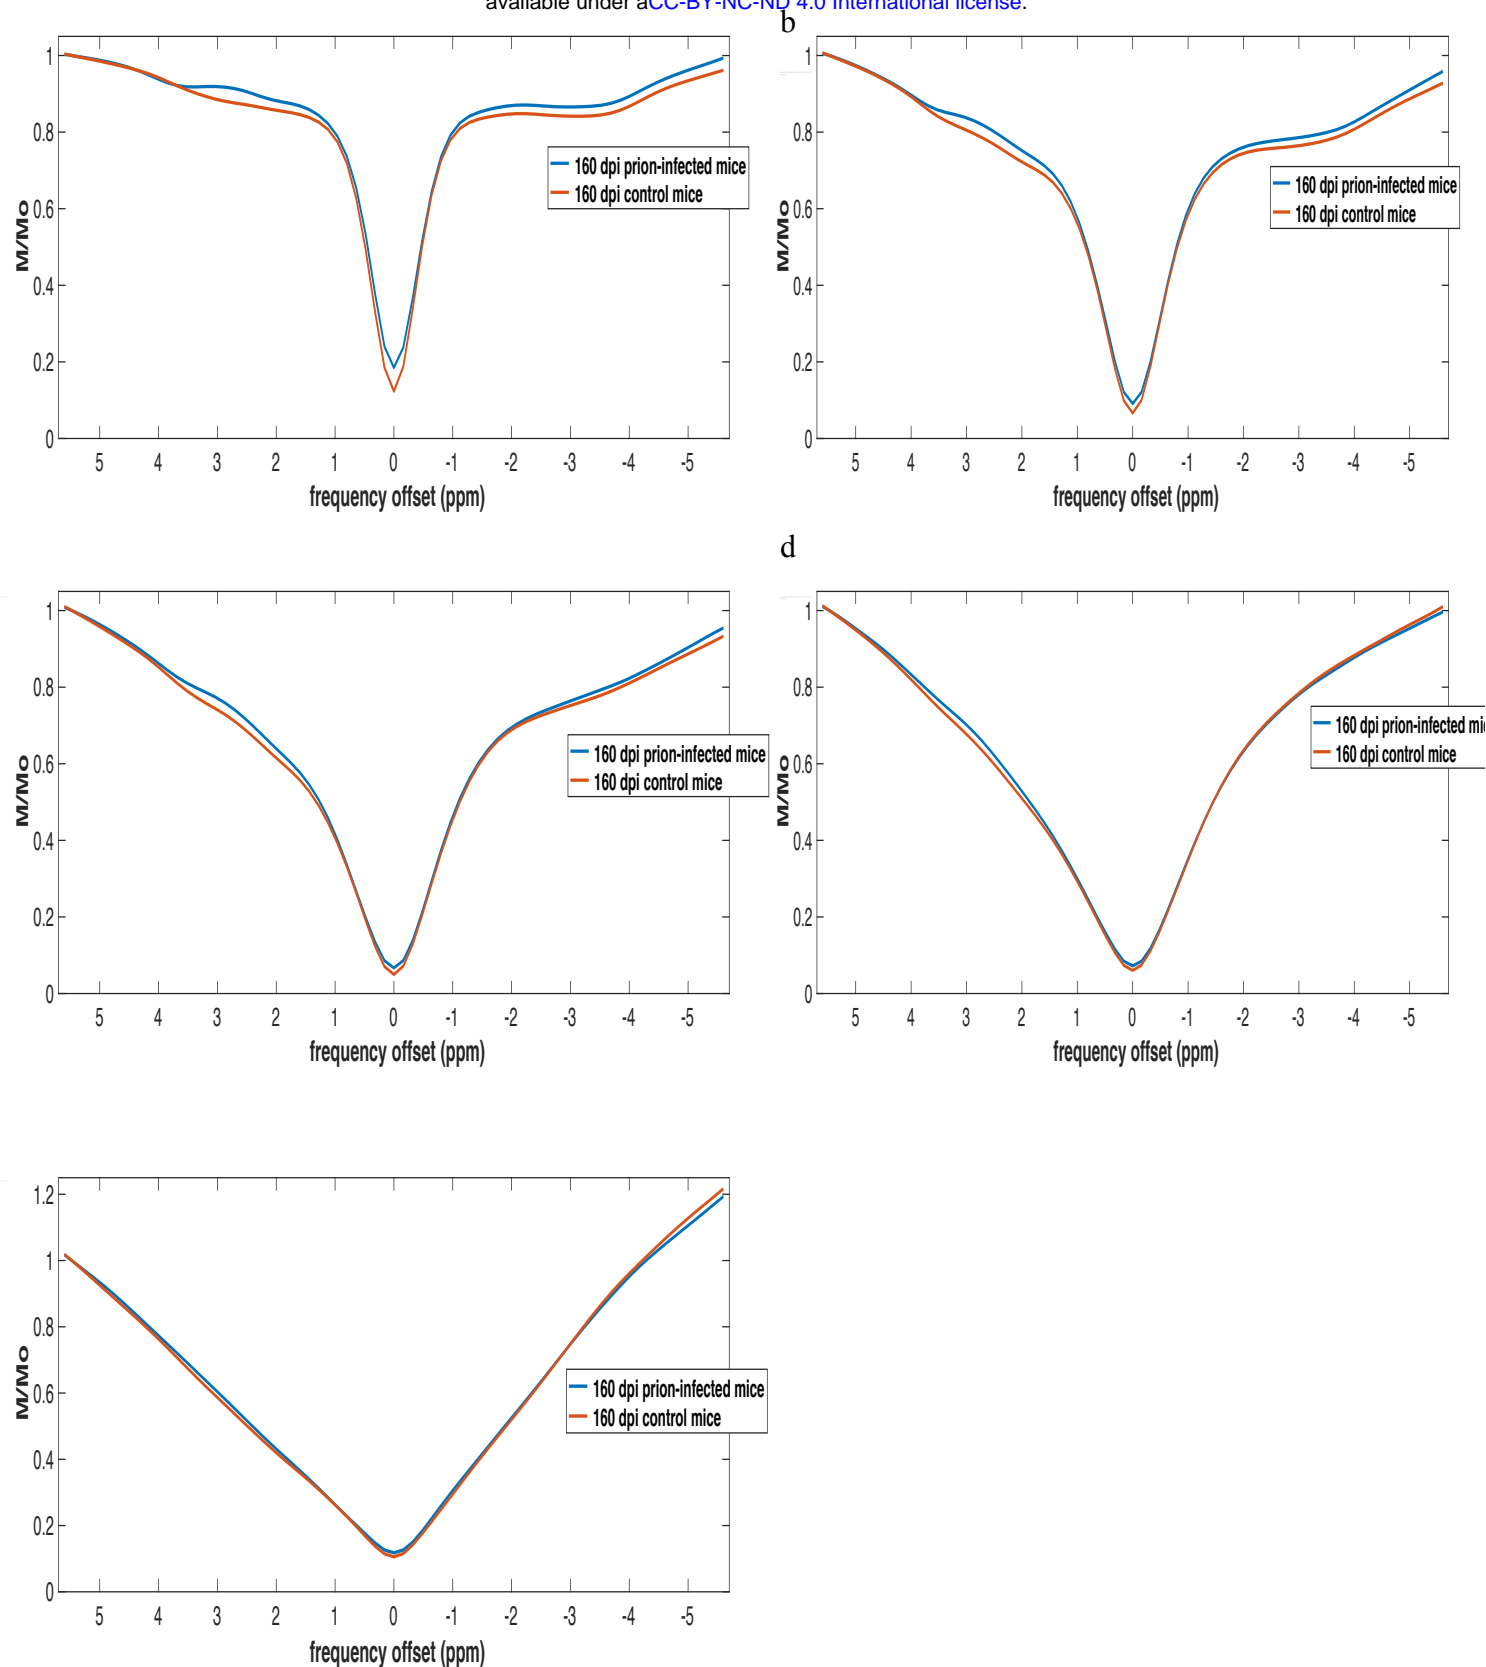 available under aCC-BY-NC-ND 4.0 International license.
b
1
0.8
0.6
0.4
0.2
0
M/Mo
5 4 3 2 1 0 -1 -2 -3 -4 -5
frequency offset (ppm)
160 dpi prion-infected mice
160 dpi control mice
1
0.8
0.6
0.4
0.2
0
M/Mo
5 4 3 2 1 0 -1 -2 -3 -4 -5
frequency offset (ppm)
160 dpi prion-infected mice
160 dpi control mice
d
1
0.8
0.6
0.4
0.2
0
M/Mo
5 4 3 2 1 0 -1 -2 -3 -4 -5
frequency offset (ppm)
160 dpi prion-infected mice
160 dpi control mice
1
0.8
0.6
0.4
0.2
0
M/Mo
5 4 3 2 1 0 -1 -2 -3 -4 -5
frequency offset (ppm)
160 dpi prion-infected mi
160 dpi control mice
1.2
1
0.8
0.6
0.4
0.2
0
M/Mo
5 4 3 2 1 0 -1 -2 -3 -4 -5
frequency offset (ppm)
160 dpi prion-infected mice
160 dpi control mice